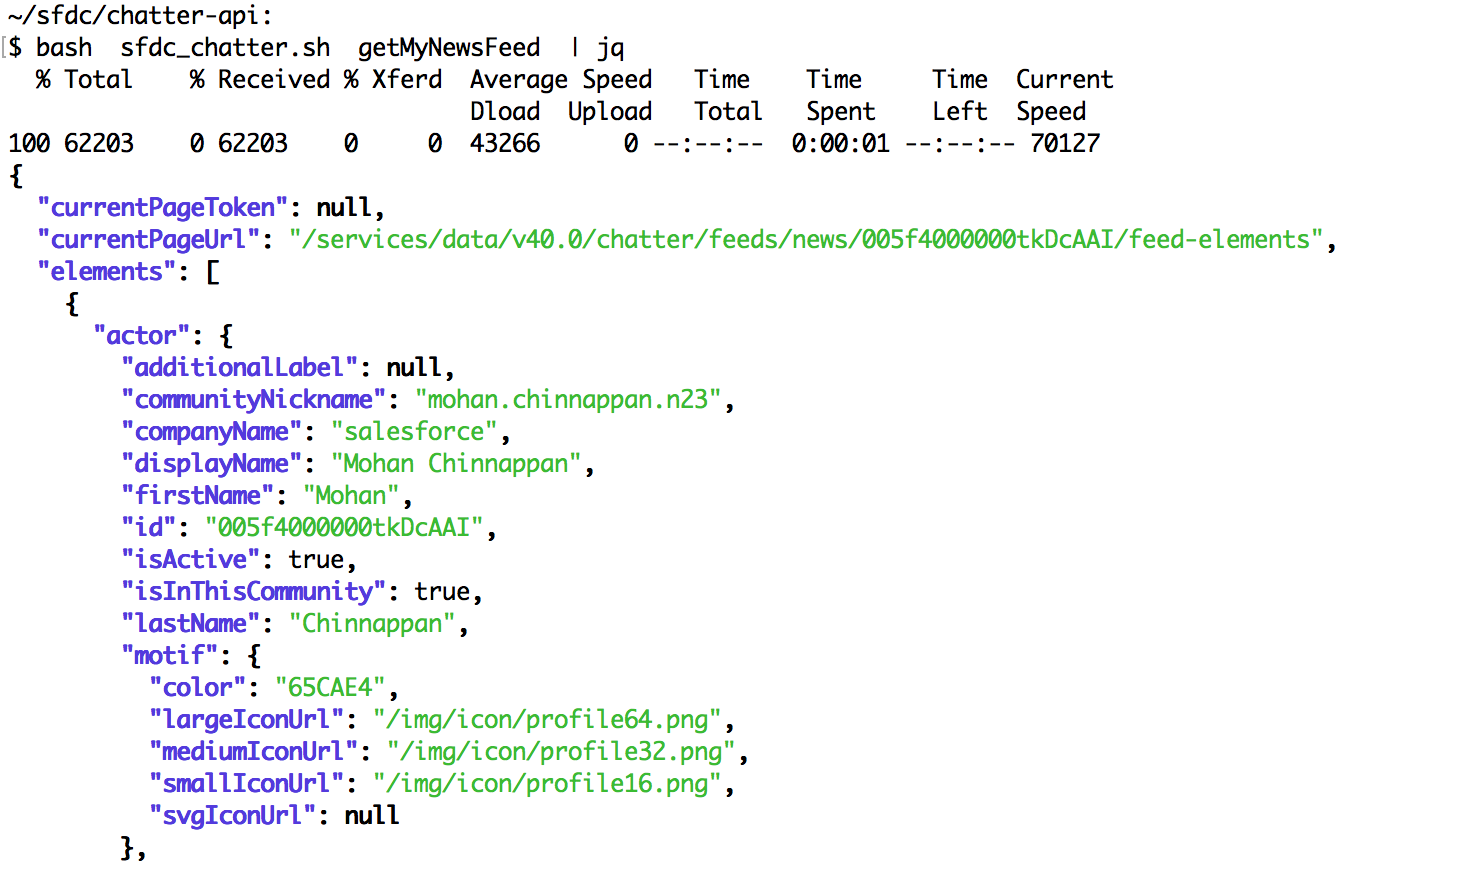 ~/sfdc/chatter-api:
[$ bash  sfdc_chatter.sh  getMyNewsFeed  | jq
  % Total    % Received % Xferd  Average Speed   Time    Time     Time  Current
                                 Dload  Upload   Total   Spent    Left  Speed
100 62203    0 62203    0     0  43266      0 --:--:--  0:00:01 --:--:-- 70127
{
  "currentPageToken": null,
  "currentPageUrl": "/services/data/v40.0/chatter/feeds/news/005f4000000tkDcAAI/feed-elements",
  "elements": [
    {
      "actor": {
        "additionalLabel": null,
        "communityNickname": "mohan.chinnappan.n23",
        "companyName": "salesforce",
        "displayName": "Mohan Chinnappan",
        "firstName": "Mohan",
        "id": "005f4000000tkDcAAI",
        "isActive": true,
        "isInThisCommunity": true,
        "lastName": "Chinnappan",
        "motif": {
          "color": "65CAE4",
          "largeIconUrl": "/img/icon/profile64.png",
          "mediumIconUrl": "/img/icon/profile32.png",
          "smallIconUrl": "/img/icon/profile16.png",
          "svgIconUrl": null
        },